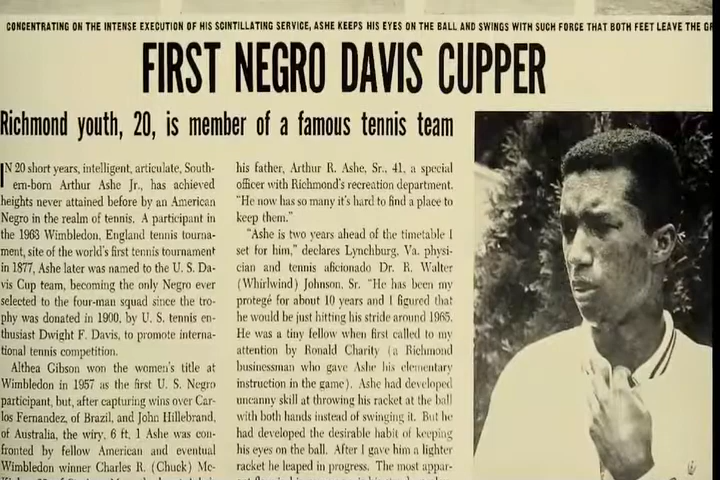 CONCENTRATING ON THE INTENSE EXECUTION OF HIS SCINTILLATING SERVICE, ASHE KEEPS HIS EYES ON THE BALL AND SWINGS WITH SUCH FORCE THAT BOTH FEET LEAVE THE
FIRST NEGRO DAVIS CUPPER
Richmond youth, 20, is member of a famous tennis team
IN 20 short years, intelligent, articulate, South-
ern-born Arthur Ashe Jr., has achieved
heights never attained before by an American
Negro in the realm of tennis. A participant in
the 1963 Wimbledon, England tennis tourna-
ment, site of the world's first tennis tournament
in 1877, Ashe later was named to the U. S. Da-
vis Cup team, becoming the only Negro ever
selected to the four-man squad since the tro-
phy was donated in 1900, by U. S. tennis en-
thusiast Dwight F. Davis, to promote interna-
tional tennis competition.
Althea Gibson won the women's title at
Wimbledon in 1957 as the first U. S. Negro
participant, but, after capturing wins over Car-
los Fernandez, of Brazil, and John Hillebrand,
of Australia, the wiry, 6 ft, 1 Ashe was con-
fronted by fellow American and eventual
Wimbledon winner Charles R. (Chuck) Mc-
his father, Arthur R. Ashe, Sr., 41, a special
officer with Richmond's recreation department.
"He now has so many it's hard to find a place to
keep them."
"Ashe is two years ahead of the timetable I
set for him," declares Lynchburg, Va. physi-
cian and tennis aficionado Dr. R. Walter
(Whirlwind) Johnson, Sr. "He has been my
protegé for about 10 years and I figured that
he would be just hitting his stride around 1965.
He was a tiny fellow when first called to my
attention by Ronald Charity (a Richmond
businessman who gave Ashe his elementary
instruction in the game). Ashe had developed
uncanny skill at throwing his racket at the ball
with both hands instead of swinging it. But he
had developed the desirable habit of keeping
his eyes on the ball. After I gave him a lighter
racket he leaped in progress. The most appar-